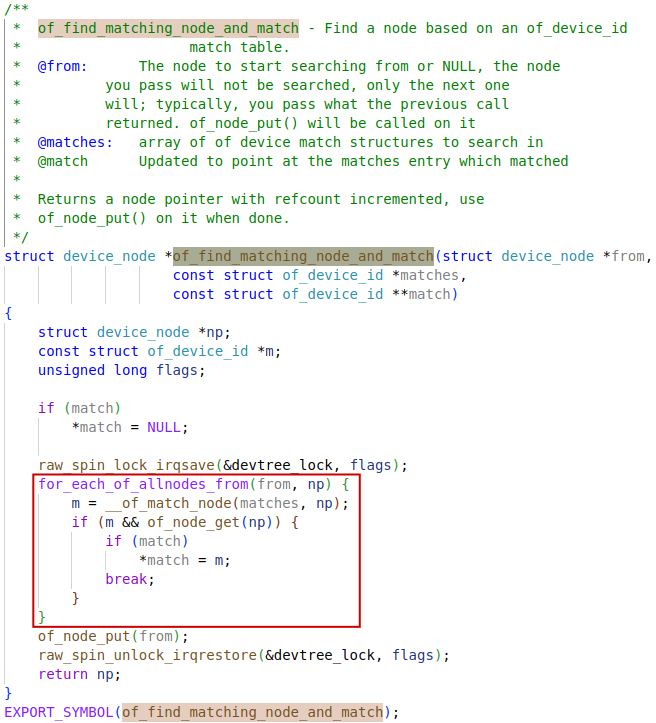 /**
 *  of_find_matching_node_and_match - Find a node based on an of_device_id
 *                    match table.
 *  @from:      The node to start searching from or NULL, the node
 *          you pass will not be searched, only the next one
 *          will; typically, you pass what the previous call
 *          returned. of_node_put() will be called on it
 *  @matches:   array of of device match structures to search in
 *  @match      Updated to point at the matches entry which matched
 *
 *  Returns a node pointer with refcount incremented, use
 *  of_node_put() on it when done.
 */
struct device_node *of_find_matching_node_and_match(struct device_node *from,
                    const struct of_device_id *matches,
                    const struct of_device_id **match)
{
    struct device_node *np;
    const struct of_device_id *m;
    unsigned long flags;

    if (match)
        *match = NULL;

    raw_spin_lock_irqsave(&devtree_lock, flags);
    for_each_of_allnodes_from(from, np) {
        m = __of_match_node(matches, np);
        if (m && of_node_get(np)) {
            if (match)
                *match = m;
            break;
        }
    }
    of_node_put(from);
    raw_spin_unlock_irqrestore(&devtree_lock, flags);
    return np;
}
EXPORT_SYMBOL(of_find_matching_node_and_match);